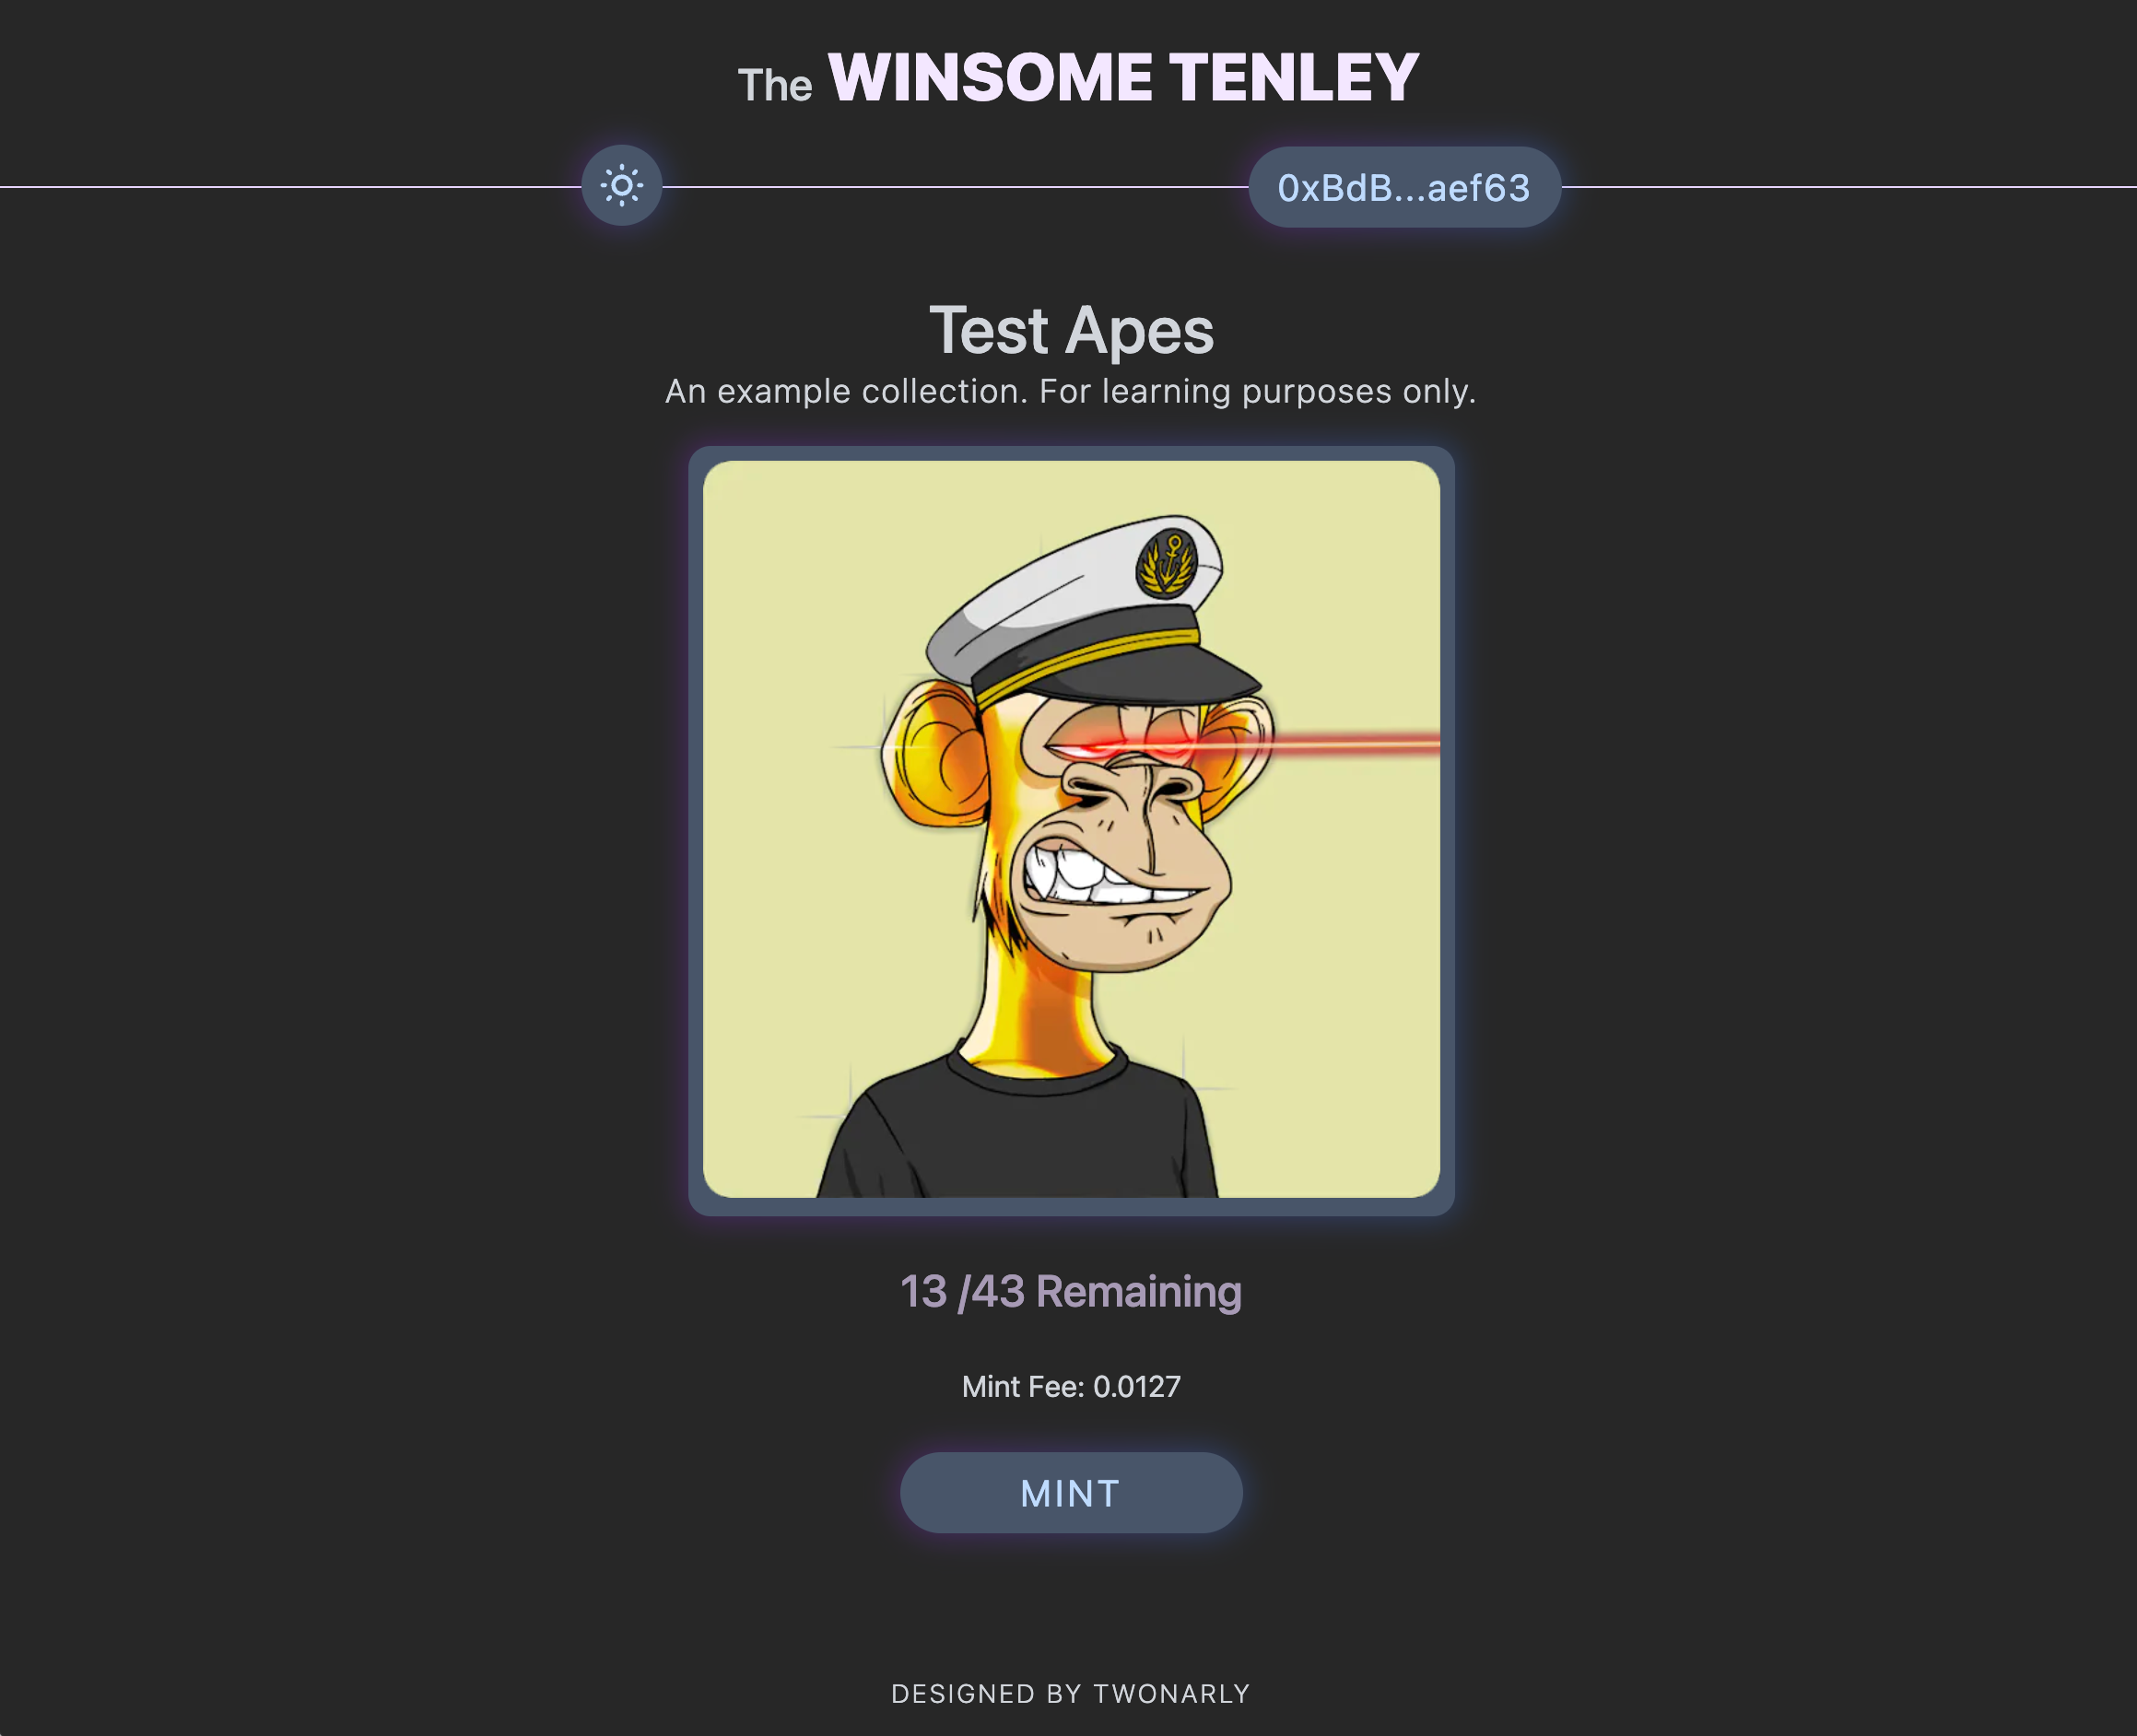 The WINSOME TENLEY
0xBdB...aef63
Test Apes
An example collection. For learning purposes only.
13 /43 Remaining
Mint Fee: 0.0127
MINT
DESIGNED BY TWONARLY